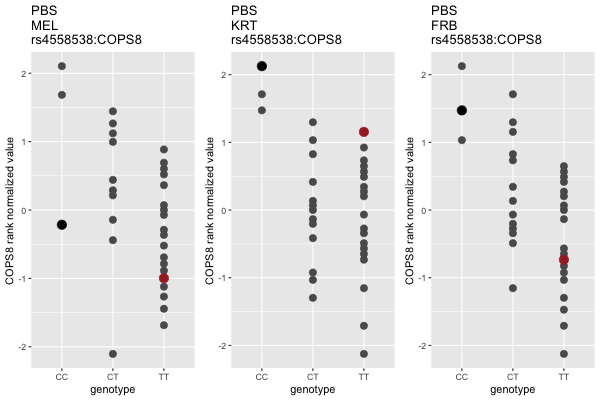 PBS
MEL
rs4558538:COPS8
COPS8 rank normalized value
2
1
0
-1
-2
CC
CT
TT
genotype
PBS
KRT
rs4558538:COPS8
COPS8 rank normalized value
2
1
0
-1
-2
CC
CT
TT
genotype
PBS
FRB
rs4558538:COPS8
COPS8 rank normalized value
2
1
0
-1
-2
CC
CT
TT
genotype